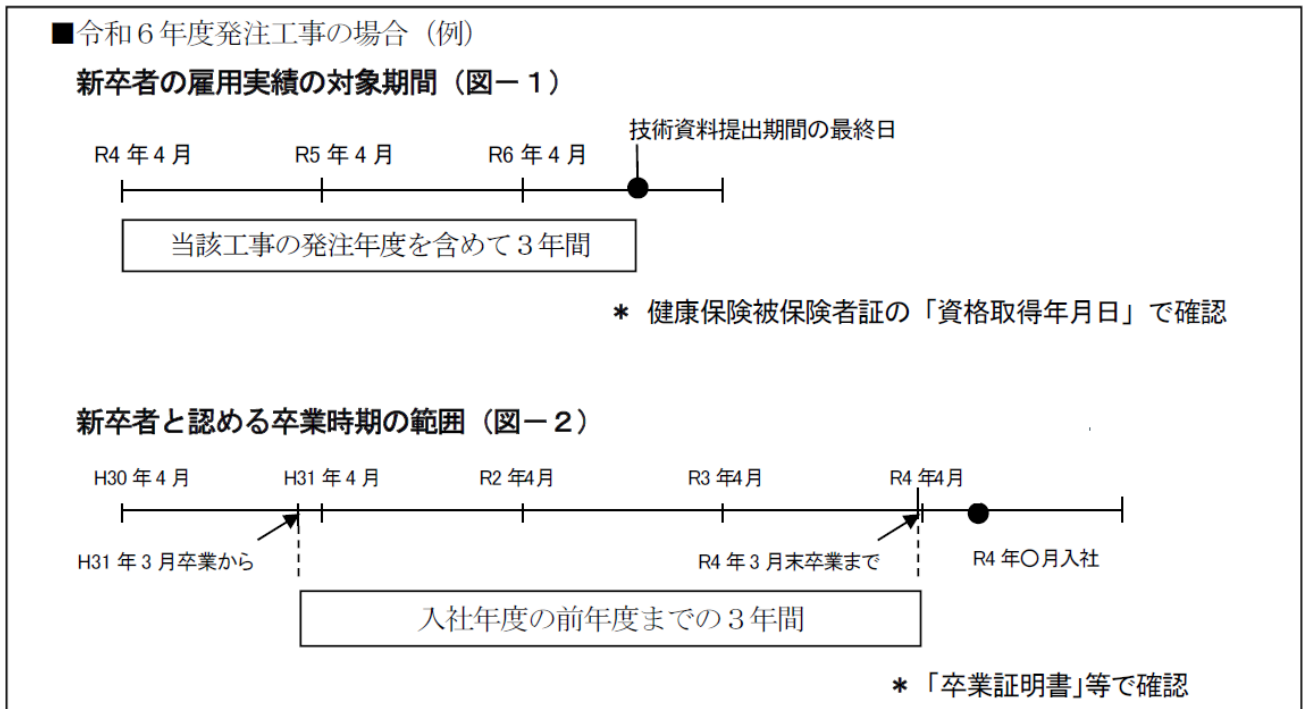 ■令和６年度発注工事の場合（例）
新卒者の雇用実績の対象期間（図－１）
技術資料提出期間の最終日
R4 年 4 月
R5 年 4 月
R6 年 4 月
当該工事の発注年度を含めて３年間
＊ 健康保険被保険者証の「資格取得年月日」で確認
新卒者と認める卒業時期の範囲（図－２）
H30 年 4 月
H31 年 4 月
R2 年4月
R3 年4月
R4 年4月
H31 年 3 月卒業から
R4 年 3 月末卒業まで
R4 年〇月入社
入社年度の前年度までの３年間
＊「卒業証明書」等で確認